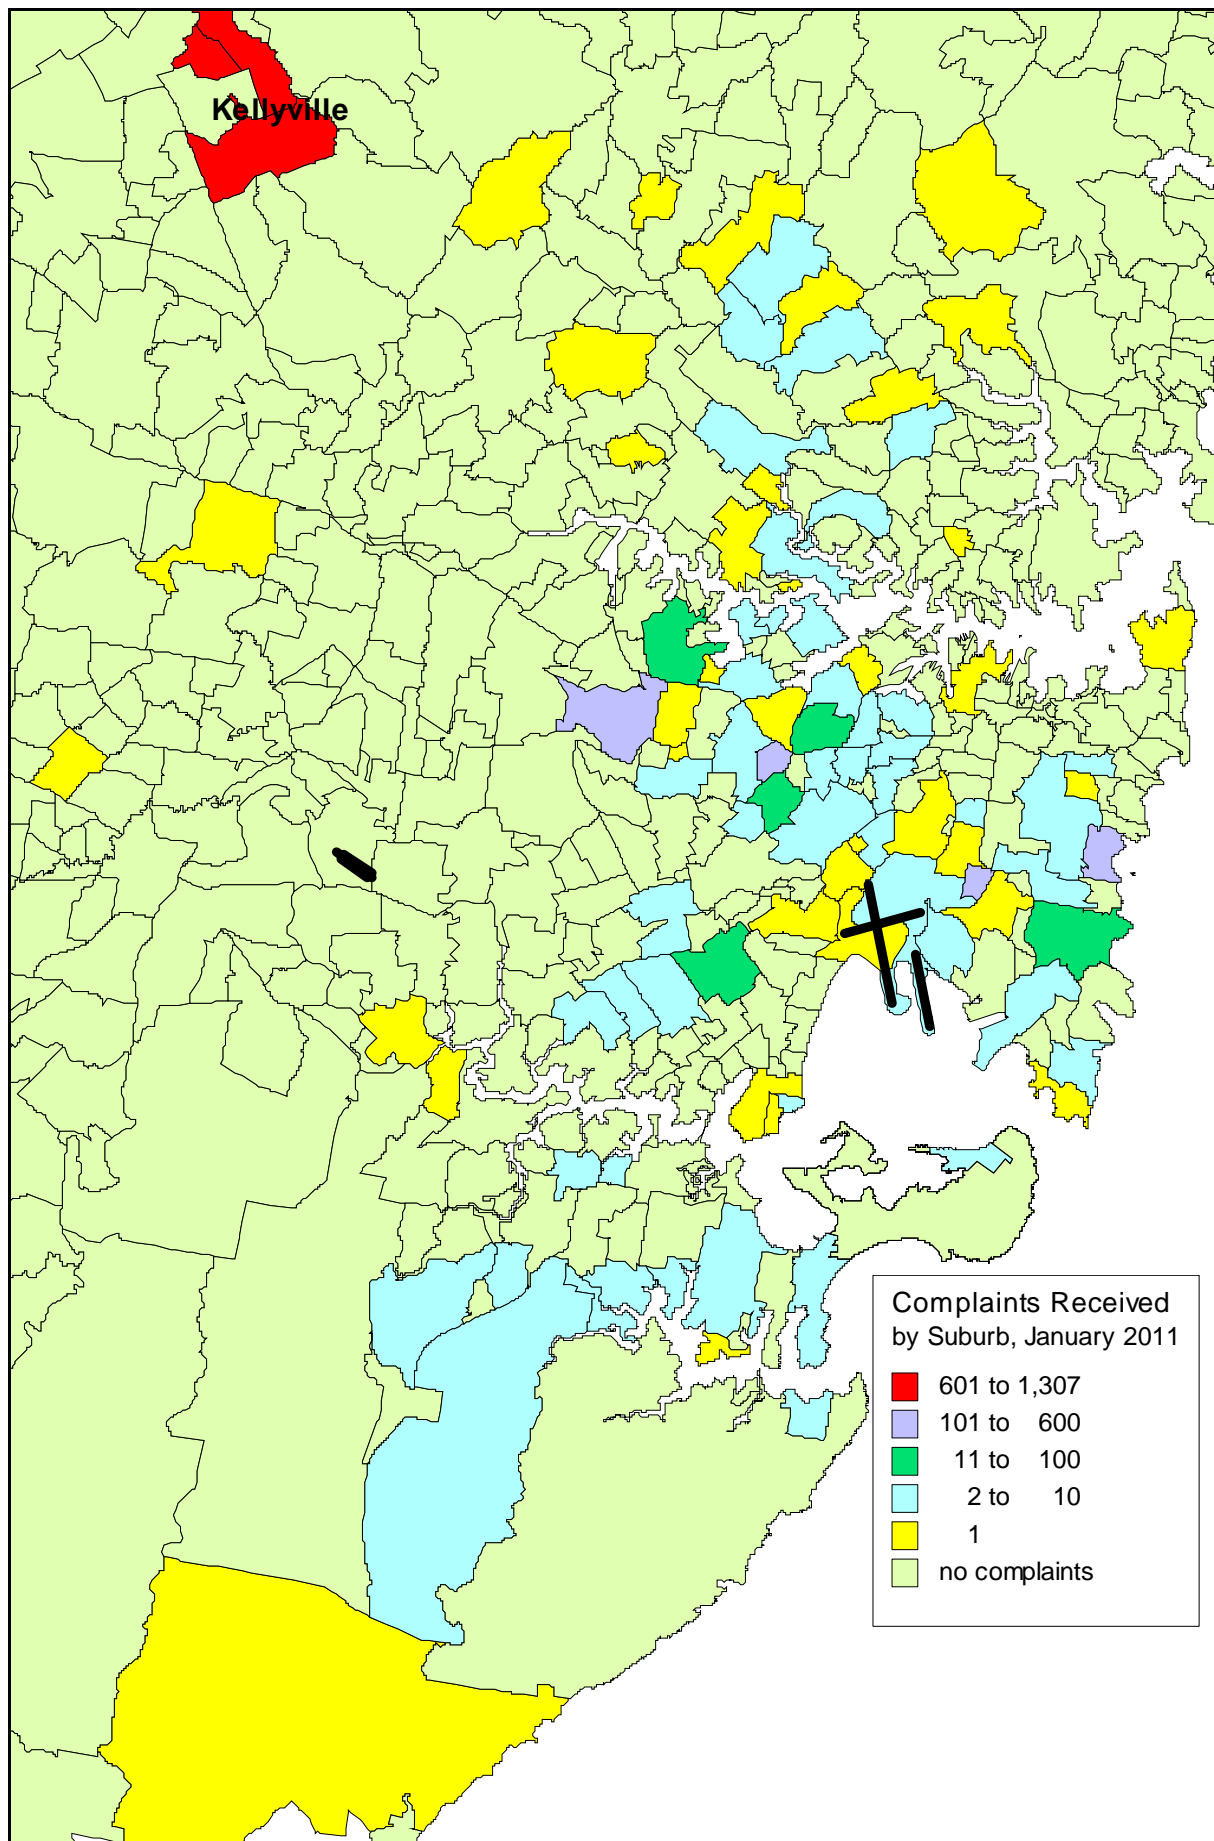 Kellyville
Complaints Received
by Suburb, January 2011
601 to 1,307
101 to 600
11 to 100
2 to 10
1
no complaints